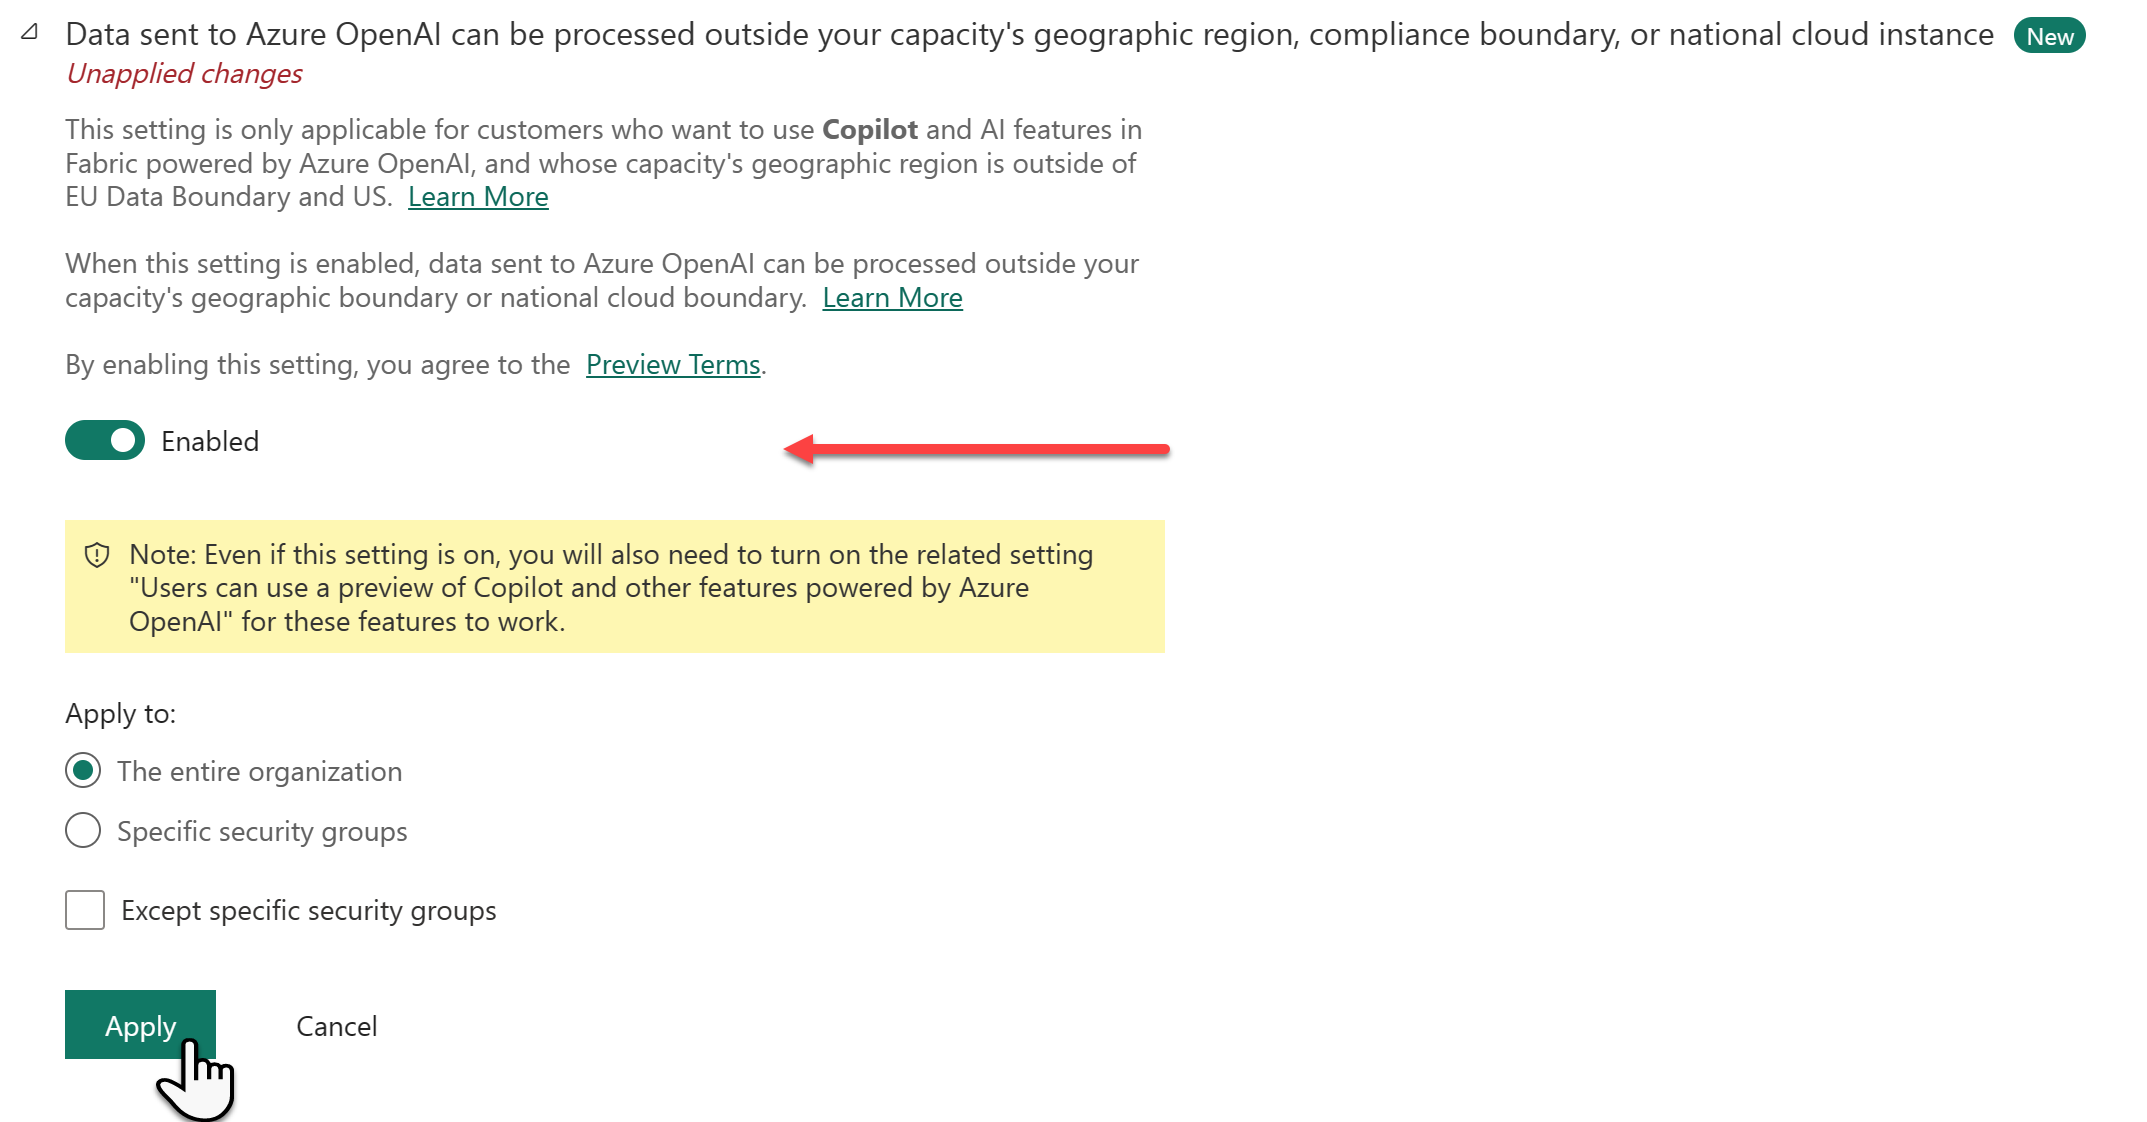 Data sent to Azure OpenAI can be processed outside your capacity's geographic region, compliance boundary, or national cloud instance New
Unapplied changes
This setting is only applicable for customers who want to use Copilot and AI features in
Fabric powered by Azure OpenAI, and whose capacity's geographic region is outside of
EU Data Boundary and US. Learn More
When this setting is enabled, data sent to Azure OpenAI can be processed outside your
capacity's geographic boundary or national cloud boundary. Learn More
By enabling this setting, you agree to the Preview Terms.
Enabled
Note: Even if this setting is on, you will also need to turn on the related setting
"Users can use a preview of Copilot and other features powered by Azure
OpenAI" for these features to work.
Apply to:
The entire organization
Specific security groups
Except specific security groups
Apply Cancel